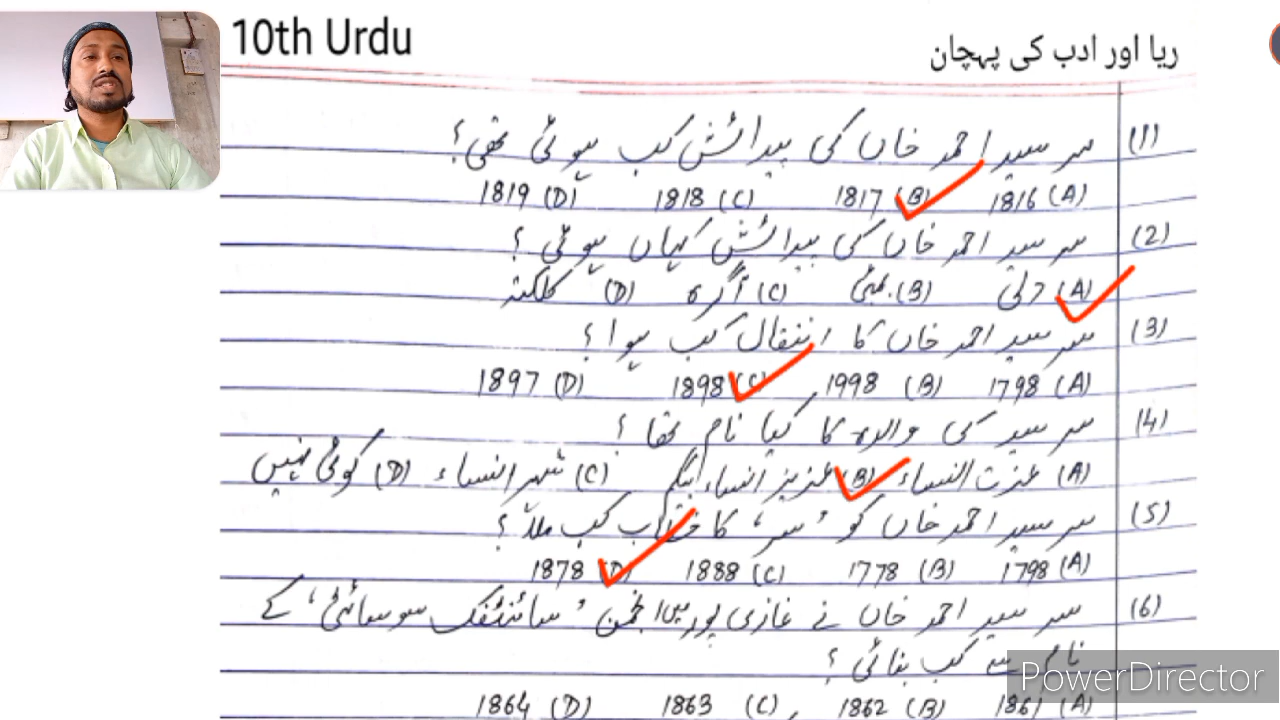 10th Urdu
ریا اور ادب کی پہچان
(1) سر سید احمد خاں کی پیدائش کب ہوئی تھی؟
(A) 1816 (B) 1817 (C) 1818 (D) 1819
(2) سر سید احمد خاں کی پیدائش کہاں ہوئی؟
(A) دلی (B) بمبئی (C) آگرہ (D) کلکتہ
(3) سر سید احمد خاں کا انتقال کب ہوا؟
(A) 1798 (B) 1998 (C) 1898 (D) 1897
(4) سر سید کی والدہ کا کیا نام تھا؟
(A) عزت النساء (B) عزیز النساء بیگم (C) شہر النساء (D) کوئی نہیں
(5) سر سید احمد خاں کو 'سر' کا خطاب کب ملا؟
(A) 1798 (B) 1778 (C) 1888 (D) 1878
(6) سر سید احمد خاں نے غازی پور میں انجمن 'سائنٹفک سوسائٹی' کے
نام سے کب بنائی؟
(A) 1861 (B) 1862 (C) 1863 (D) 1864
PowerDirector